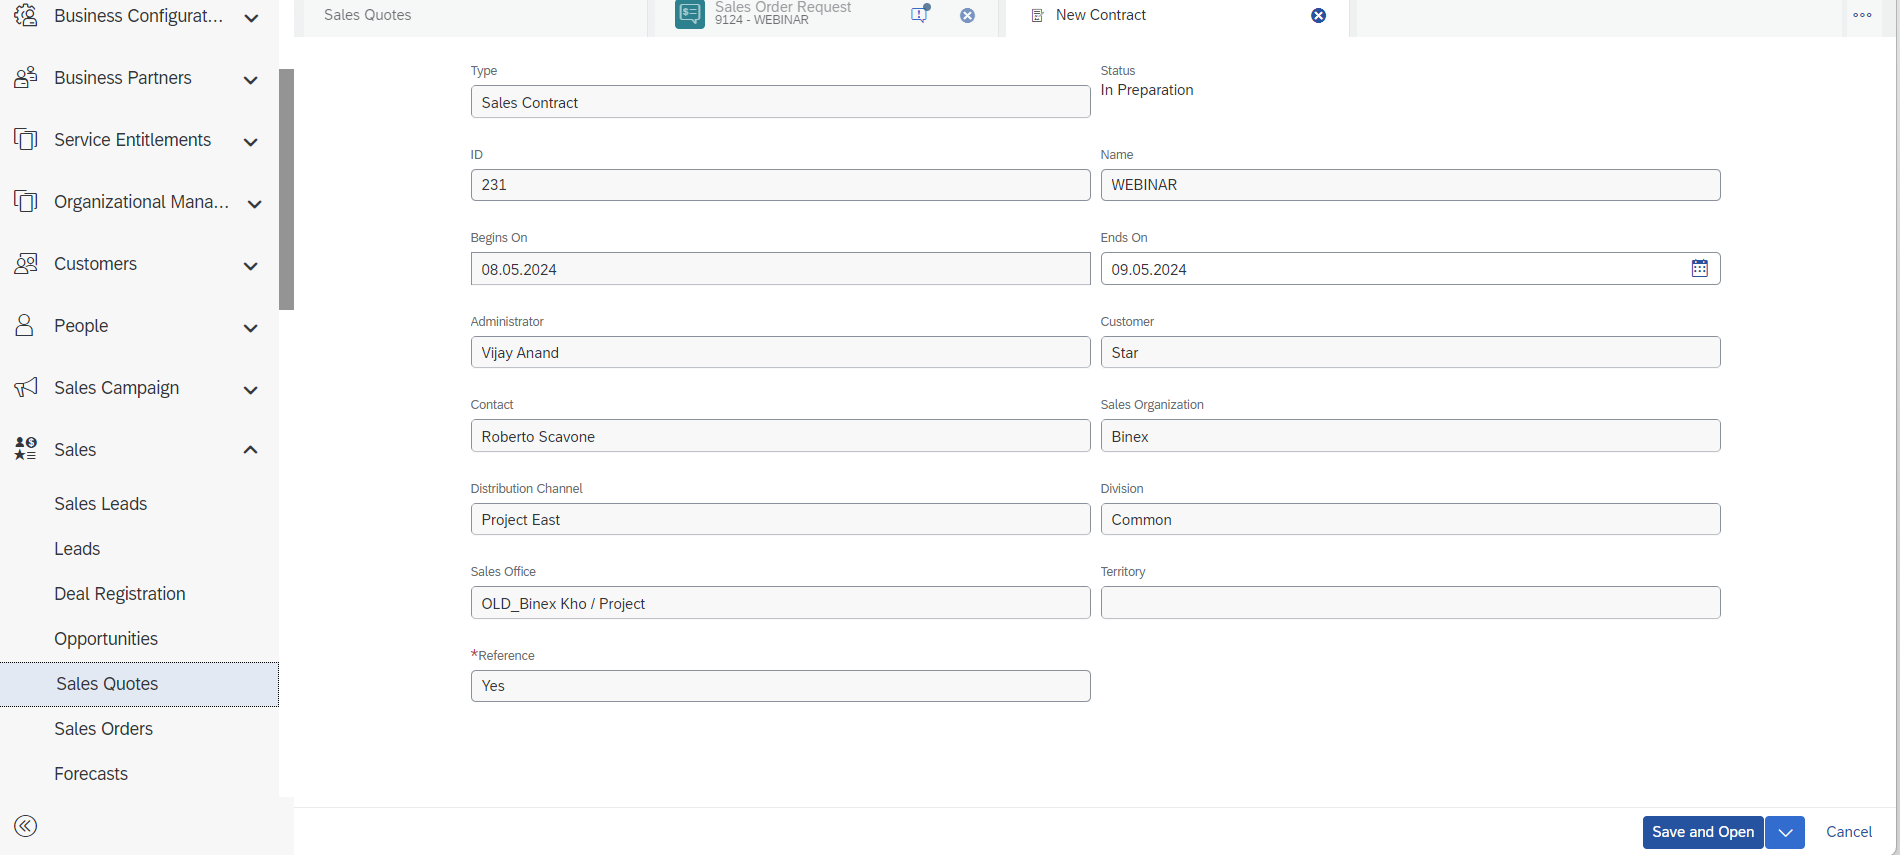 Business Configurat...
Business Partners
Service Entitlements
Organizational Mana...
Customers
People
Sales Campaign
Sales
Sales Leads
Leads
Deal Registration
Opportunities
Sales Quotes
Sales Orders
Forecasts
Sales Quotes
Sales Order Request
9124 - WEBINAR
New Contract
Type
Sales Contract
Status
In Preparation
ID
231
Name
WEBINAR
Begins On
08.05.2024
Ends On
09.05.2024
Administrator
Vijay Anand
Customer
Star
Contact
Roberto Scavone
Sales Organization
Binex
Distribution Channel
Project East
Division
Common
Sales Office
OLD_Binex Kho / Project
Territory
*Reference
Yes
Save and Open
Cancel